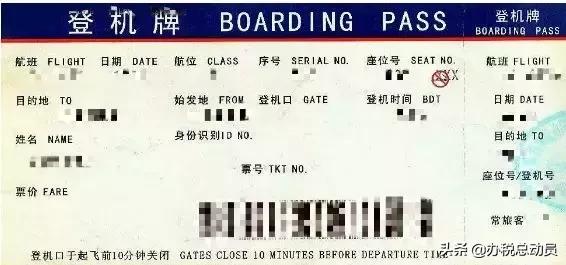 登机牌 BOARDING PASS
航班 FLIGHT 日期 DATE 舱位 CLASS 序号 SERIAL NO. 座位号 SEAT NO.
目的地 TO 始发地 FROM 登机口 GATE 登机时间 BDT
姓名 NAME 身份识别ID NO.
票号 TKT NO.
票价 FARE
登机口于起飞前10分钟关闭 GATES CLOSE 10 MINUTES BEFORE DEPARTURE TIME
登机牌
BOARDING PASS
航班 FLIGHT
日期 DATE
目的地 TO
座位号/登机号
常旅客
头条 @办税总动员